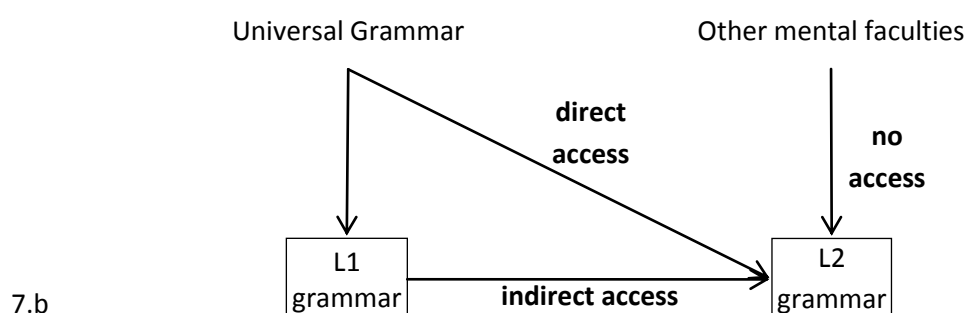 Universal Grammar
Other mental faculties
direct
access
no
access
L1
grammar
indirect access
L2
grammar
7.b